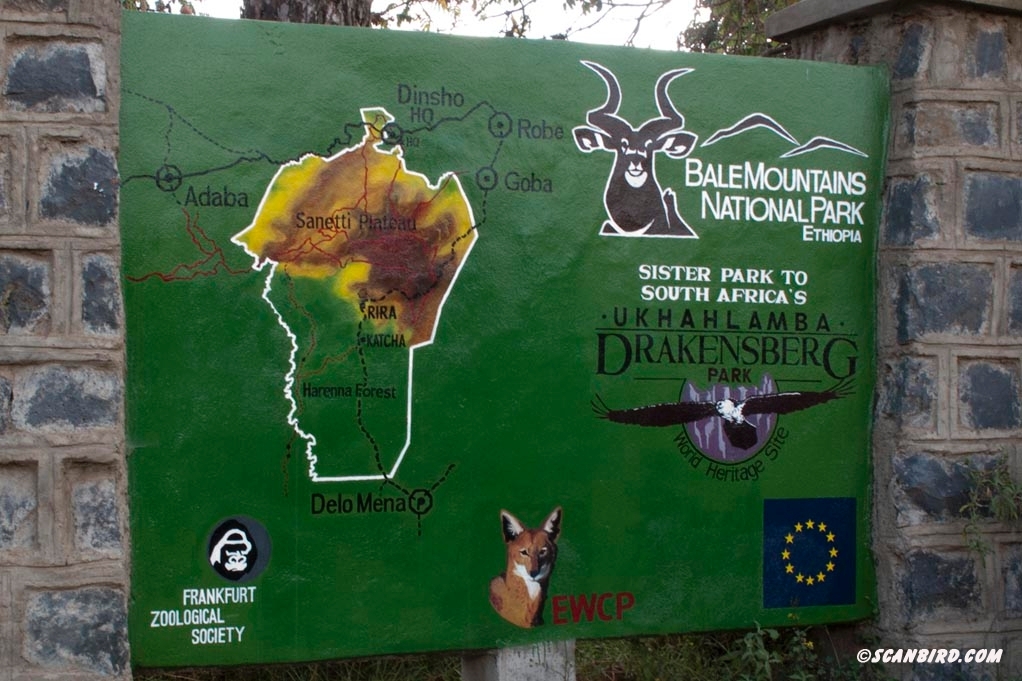 Dinsho
HQ
HQ
Robe
Goba
Adaba
Sanetti Plateau
RIRA
KATCHA
Harenna Forest
Delo Mena
BALE MOUNTAINS
NATIONAL PARK
ETHIOPIA
SISTER PARK TO
SOUTH AFRICA'S
· UKHAHLAMBA ·
DRAKENSBERG
PARK
World Heritage Site
FRANKFURT
ZOOLOGICAL
SOCIETY
EWCP
©SCANBIRD.COM